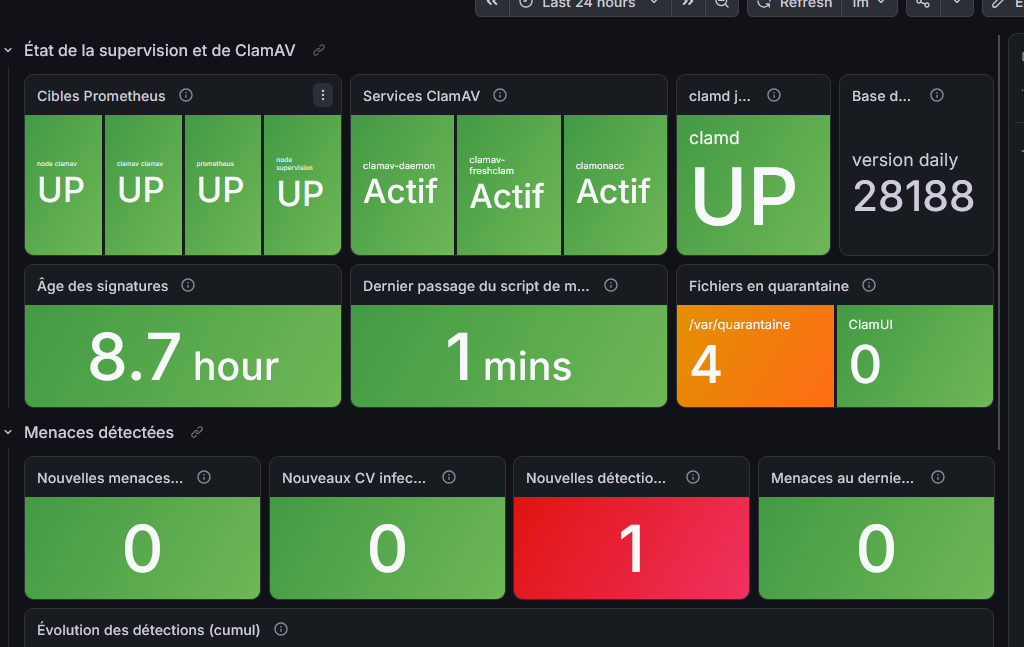 Last 24 hours
Refresh
1m
État de la supervision et de ClamAV
Cibles Prometheus
Services ClamAV
clamd j...
Base d...
node clamav
UP
clamav clamav
UP
prometheus
UP
node
supervision
UP
clamav-daemon
Actif
clamav-
freshclam
Actif
clamonacc
Actif
clamd
UP
version daily
28188
Âge des signatures
Dernier passage du script de m...
Fichiers en quarantaine
8.7 hour
1 mins
/var/quarantaine
4
ClamUI
0
Menaces détectées
Nouvelles menaces...
Nouveaux CV infec...
Nouvelles détectio...
Menaces au dernie...
0
0
1
0
Évolution des détections (cumul)